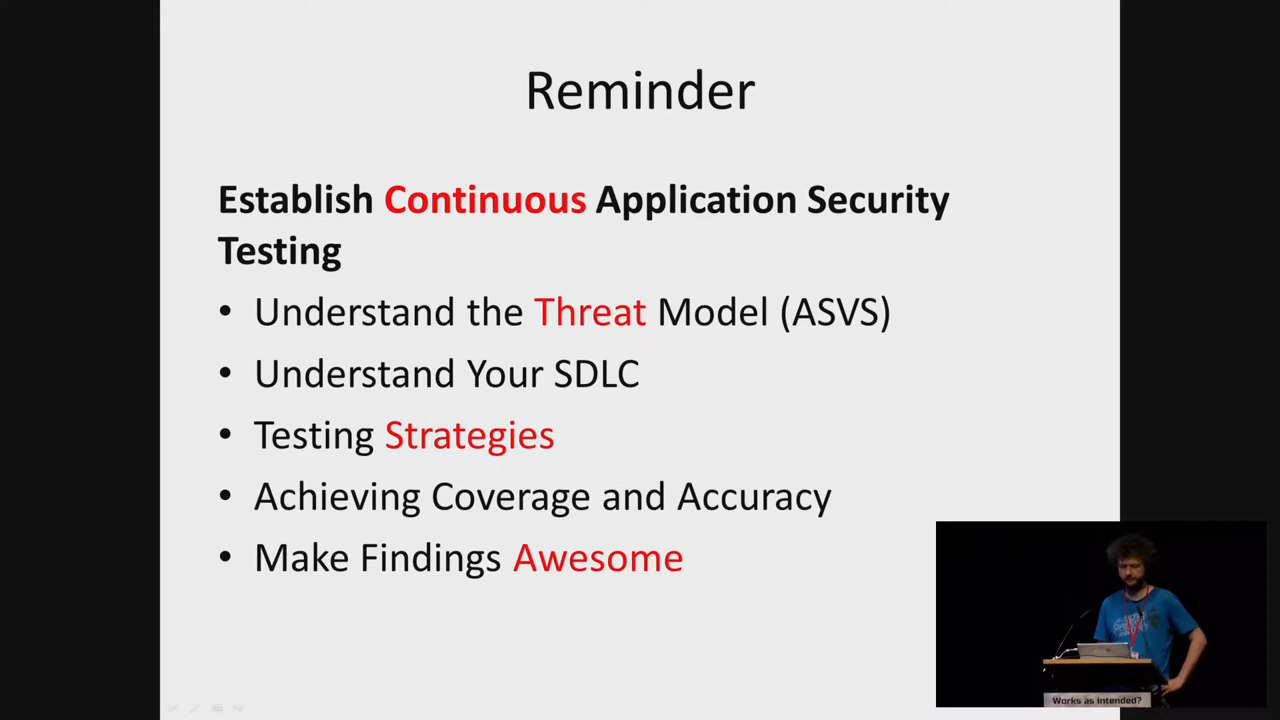 Reminder
Establish Continuous Application Security
Testing
• Understand the Threat Model (ASVS)
• Understand Your SDLC
• Testing Strategies
• Achieving Coverage and Accuracy
• Make Findings Awesome
Works as intended?